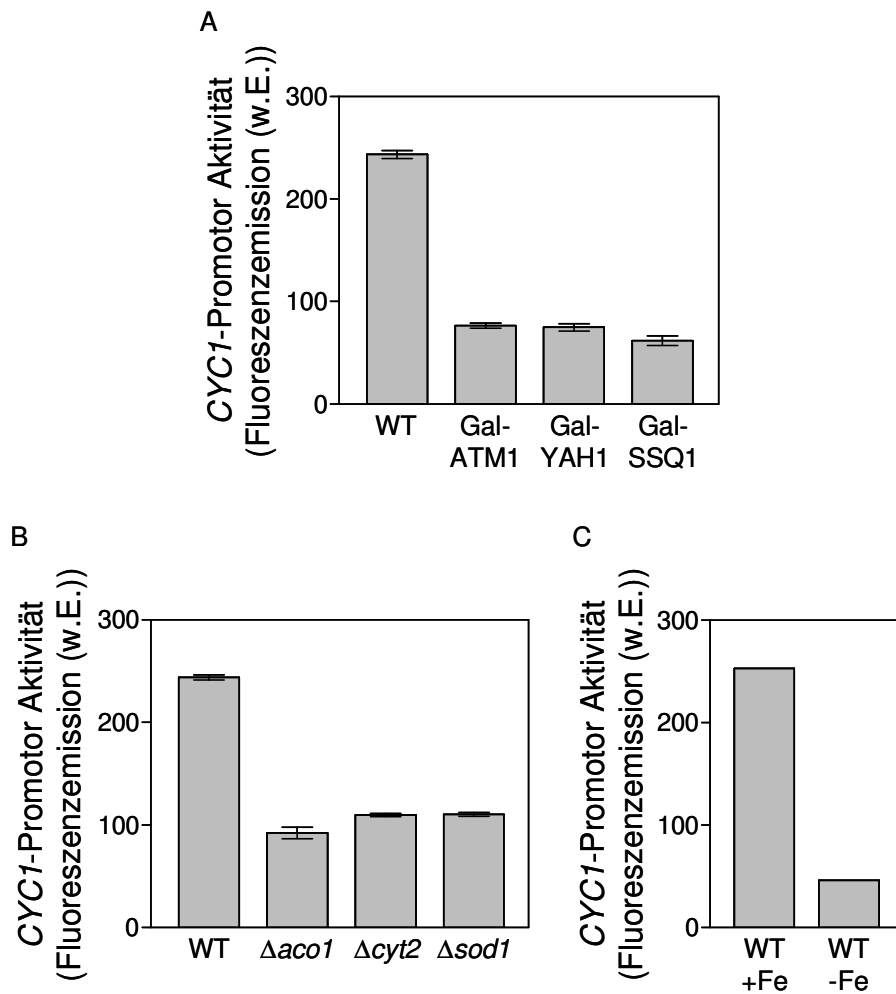 A
CYC1-Promotor Aktivität
(Fluoreszenzemission (w.E.))
300
200
100
0
WT
Gal-
ATM1
Gal-
YAH1
Gal-
SSQ1
B
CYC1-Promotor Aktivität
(Fluoreszenzemission (w.E.))
300
200
100
0
WT
Δaco1
Δcyt2
Δsod1
C
CYC1-Promotor Aktivität
(Fluoreszenzemission (w.E.))
300
200
100
0
WT
+Fe
WT
-Fe